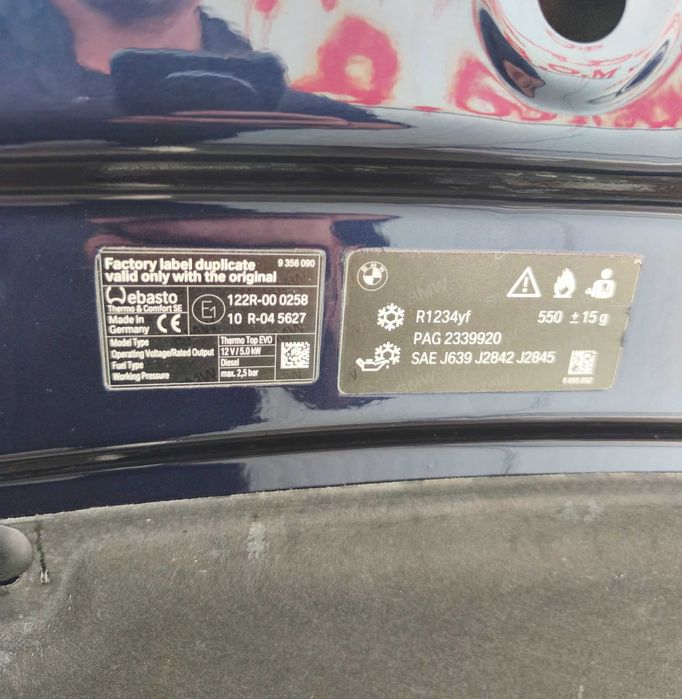 Factory label duplicate 9 356 090
valid only with the original
Webasto
Thermo & Comfort SE
Made in
Germany CE
E1
122R-00 0258
10 R-04 5627
Model Type Thermo Top EVO
Operating Voltage/Rated Output 12 V / 5.0 kW
Fuel Type Diesel
Working Pressure max. 2,5 bar
BMW
R1234yf 550 ±15 g
PAG 2339920
SAE J639 J2842 J2845